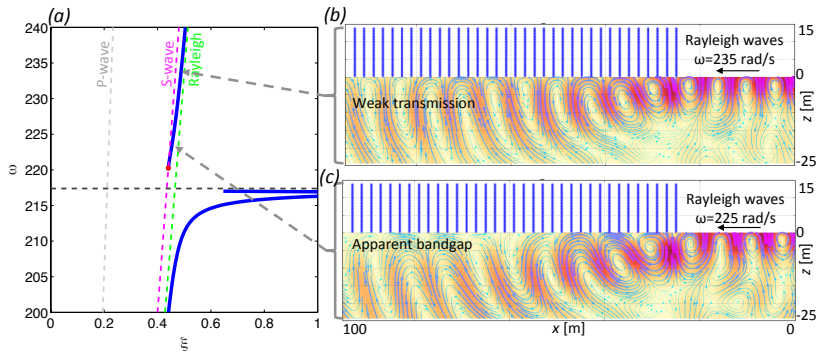 (a)
240
235
230
225
220
215
210
205
200
ω
P-wave
S-wave
Rayleigh
0
0.2
0.4
0.6
0.8
1
ξ
(b)
15
Rayleigh waves
ω=235 rad/s
0
Weak transmission
z [m]
-25
(c)
15
Rayleigh waves
ω=225 rad/s
0
Apparent bandgap
z [m]
-25
100
x [m]
0